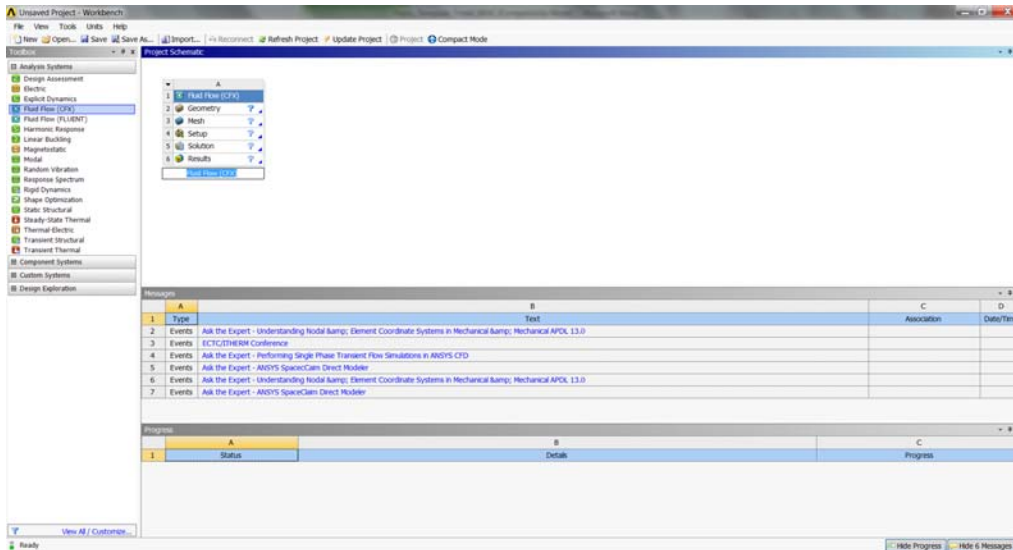 Unsaved Project - Workbench
File View Tools Units Help
New Open... Save Save As... Import... Reconnect Refresh Project Update Project Project Compact Mode
Toolbox
Project Schematic
Analysis Systems
Design Assessment
Electric
Explicit Dynamics
Fluid Flow (CFX)
Fluid Flow (FLUENT)
Harmonic Response
Linear Buckling
Magnetostatic
Modal
Random Vibration
Response Spectrum
Rigid Dynamics
Shape Optimization
Static Structural
Steady-State Thermal
Thermal-Electric
Transient Structural
Transient Thermal
Component Systems
Custom Systems
Design Exploration
View All / Customize...
A
1 Fluid Flow (CFX)
2 Geometry ?
3 Mesh ?
4 Setup ?
5 Solution ?
6 Results ?
Fluid Flow (CFX)
Messages
A B C D
1 Type Text Association Date/Tim
2 Events Ask the Expert - Understanding Nodal &amp; Element Coordinate Systems in Mechanical &amp; Mechanical APDL 13.0
3 Events ECTC/ITHERM Conference
4 Events Ask the Expert - Performing Single Phase Transient Flow Simulations in ANSYS CFD
5 Events Ask the Expert - ANSYS SpacecClaim Direct Modeler
6 Events Ask the Expert - Understanding Nodal &amp; Element Coordinate Systems in Mechanical &amp; Mechanical APDL 13.0
7 Events Ask the Expert - ANSYS SpaceClaim Direct Modeler
Progress
A B C
1 Status Details Progress
Ready
Hide Progress Hide 6 Messages